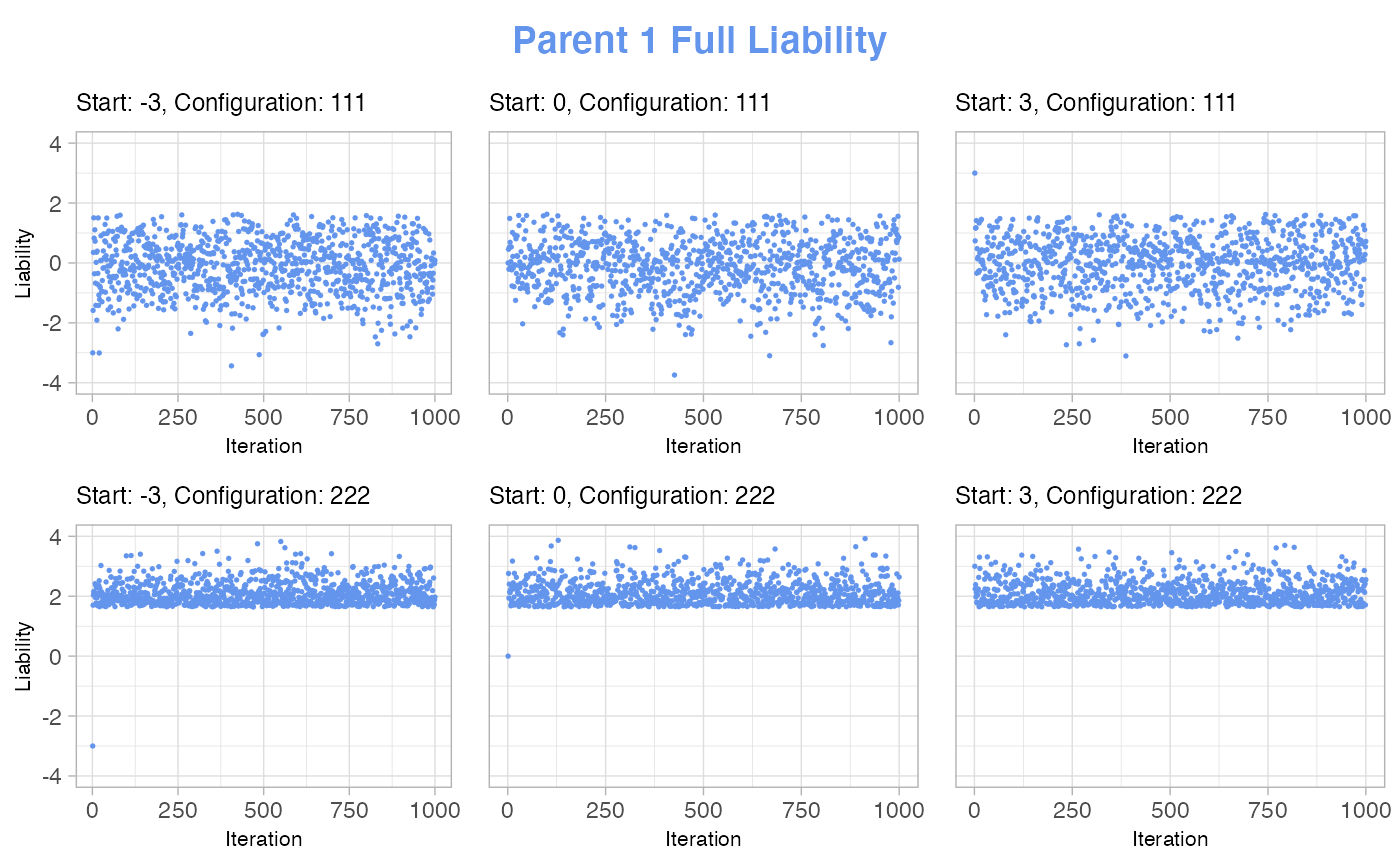 Parent 1 Full Liability
Start: -3, Configuration: 111
Start: 0, Configuration: 111
Start: 3, Configuration: 111
4
2
0
-2
-4
Liability
0 250 500 750 1000
0 250 500 750 1000
0 250 500 750 1000
Iteration
Iteration
Iteration
Start: -3, Configuration: 222
Start: 0, Configuration: 222
Start: 3, Configuration: 222
4
2
0
-2
-4
Liability
0 250 500 750 1000
0 250 500 750 1000
0 250 500 750 1000
Iteration
Iteration
Iteration